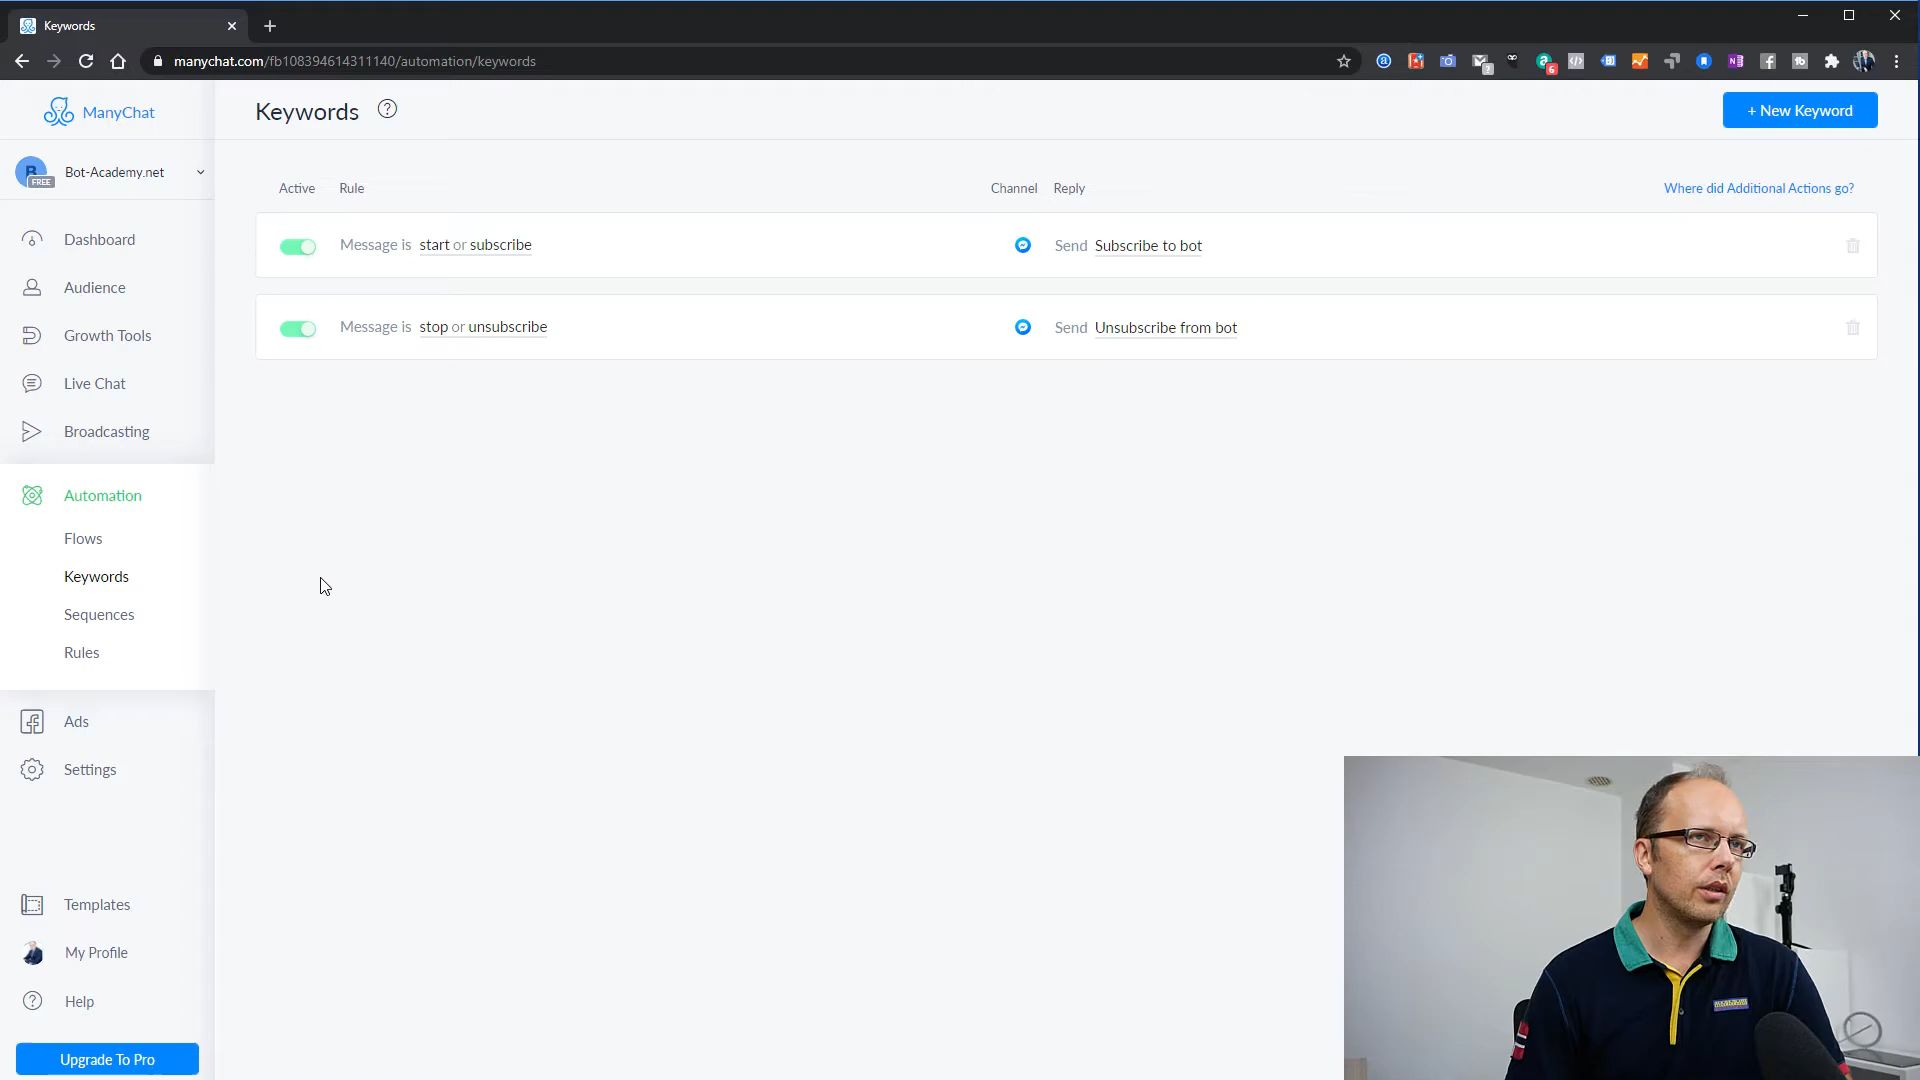 Keywords
manychat.com/fb108394614311140/automation/keywords
ManyChat
Keywords
+ New Keyword
B
FREE
Bot-Academy.net
Active
Rule
Channel
Reply
Where did Additional Actions go?
Message is start or subscribe
Send Subscribe to bot
Message is stop or unsubscribe
Send Unsubscribe from bot
Dashboard
Audience
Growth Tools
Live Chat
Broadcasting
Automation
Flows
Keywords
Sequences
Rules
Ads
Settings
Templates
My Profile
Help
Upgrade To Pro